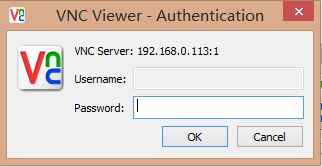 VNC Viewer - Authentication
VNC Server: 192.168.0.113:1
Username:
Password:
OK Cancel